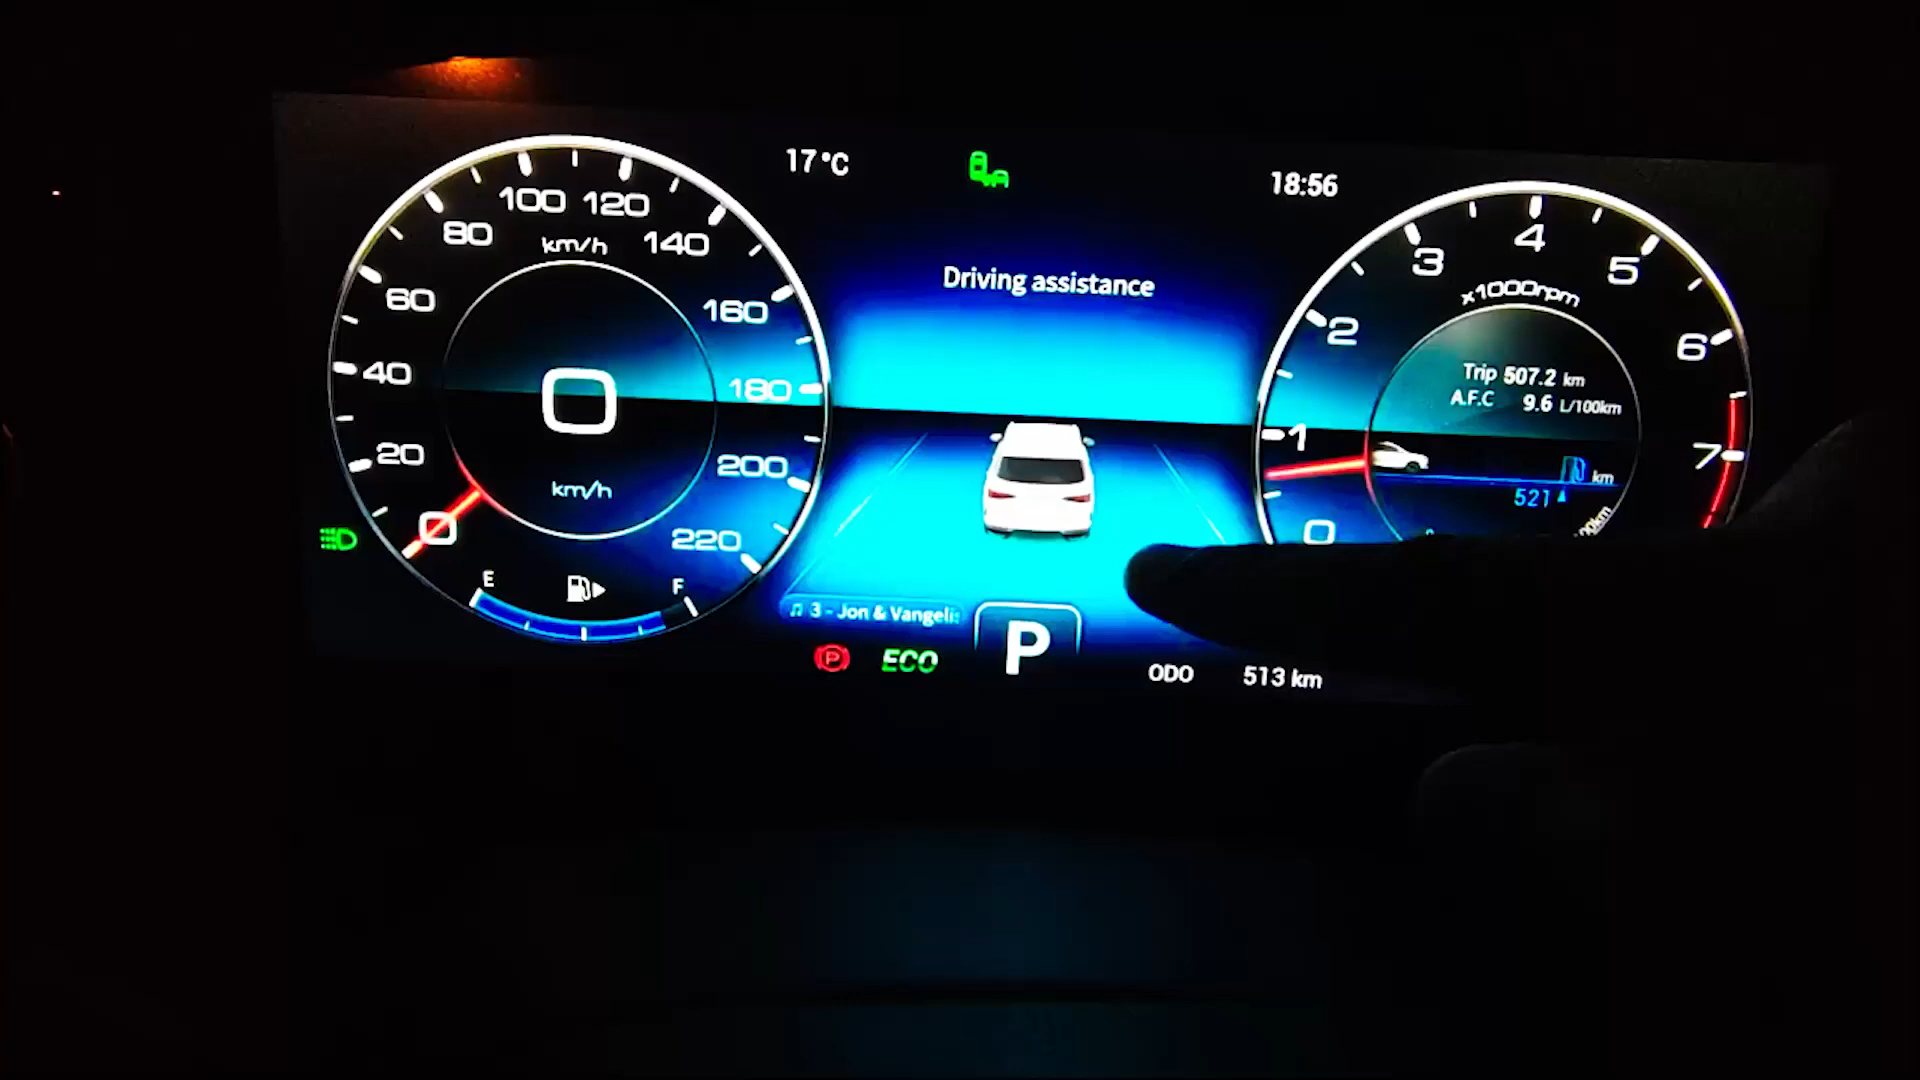 17°C
18:56
Driving assistance
0
20
40
60
80
100
120
140
160
180
200
220
km/h
0
km/h
E
F
0
1
2
3
4
5
6
7
x1000rpm
Trip 507.2 km
A.F.C 9.6 L/100km
km
521
00km
3 - Jon & Vangelis
P
ECO
P
ODO 513 km